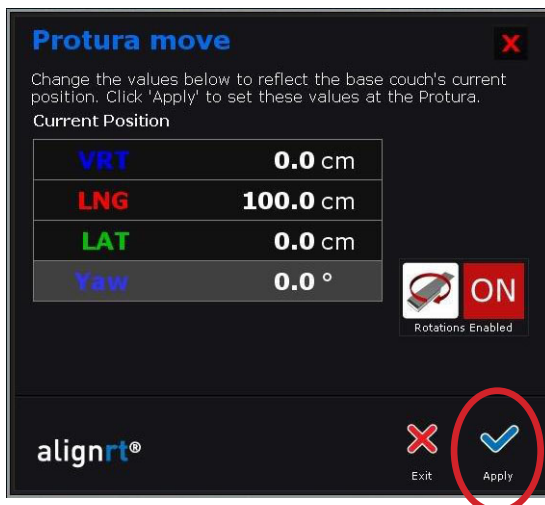 Protura move
X
Change the values below to reflect the base couch's current
position. Click 'Apply' to set these values at the Protura.
Current Position
VRT 0.0 cm
LNG 100.0 cm
LAT 0.0 cm
Yaw 0.0 °
ON
Rotations Enabled
alignrt®
Exit Apply